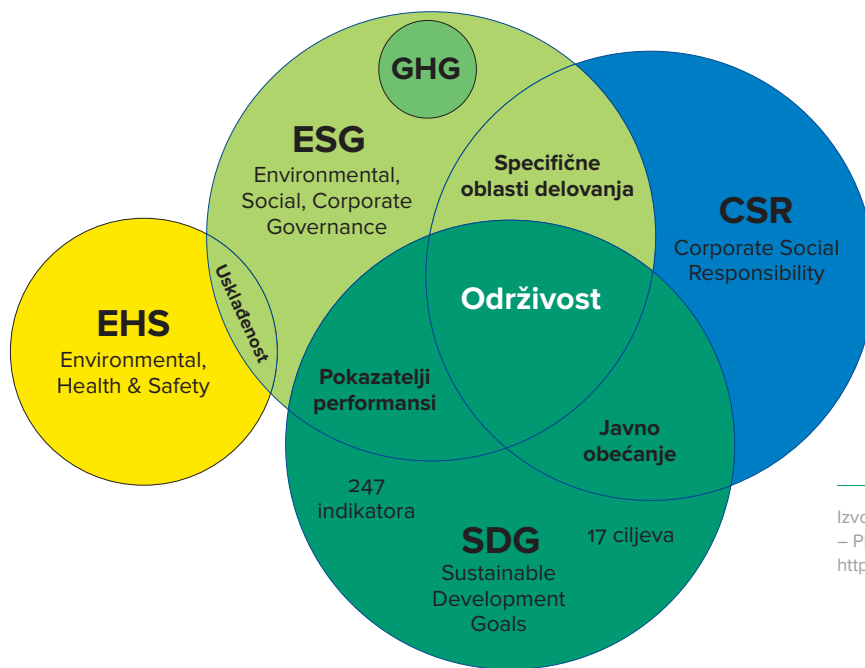 GHG
ESG
Environmental,
Social, Corporate
Governance
Specifične
oblasti delovanja
CSR
Corporate Social
Responsibility
Usklađenost
EHS
Environmental,
Health & Safety
Održivost
Pokazatelji
performansi
Javno
obećanje
247
indikatora
17 ciljeva
SDG
Sustainable
Development
Goals